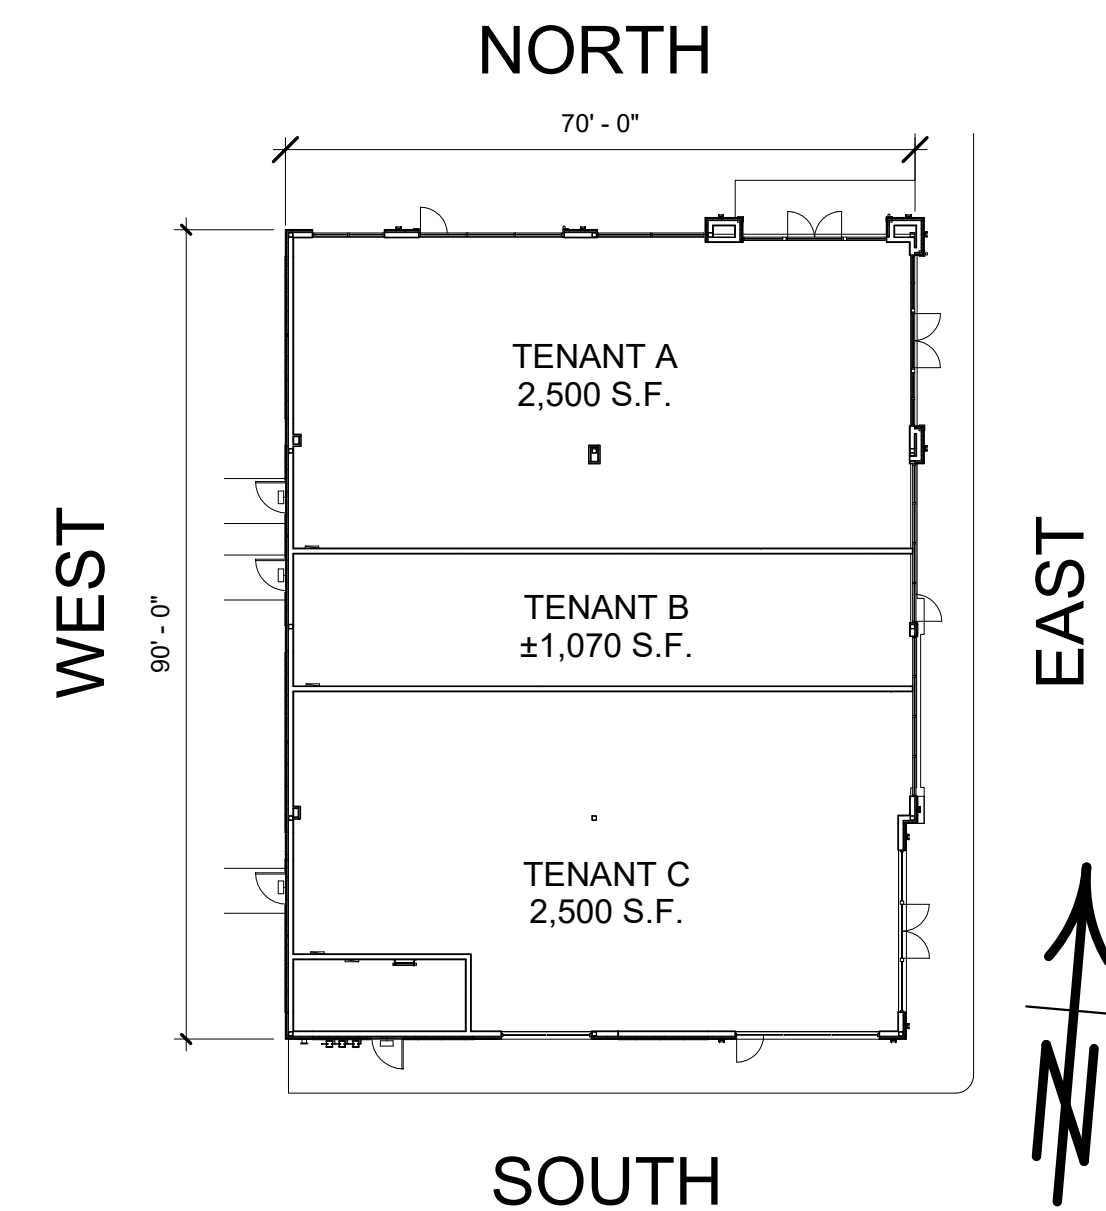 NORTH
70' - 0"
TENANT A
2,500 S.F.
WEST
90' - 0"
TENANT B
±1,070 S.F.
EAST
TENANT C
2,500 S.F.
N
SOUTH